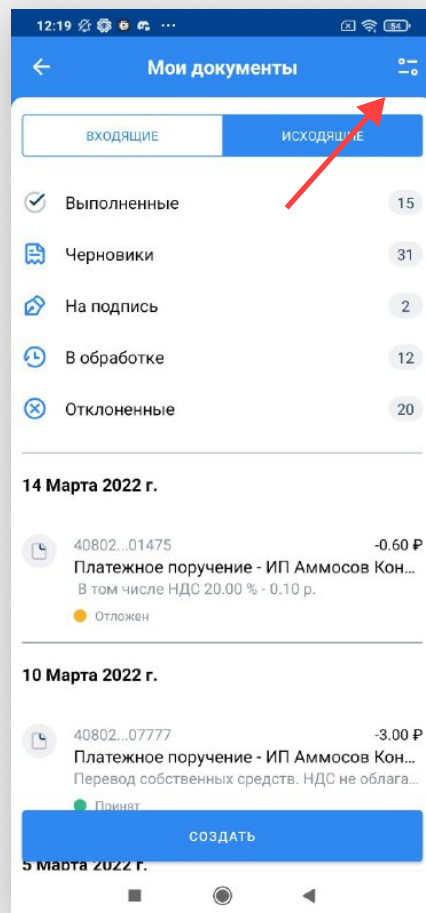 12:19
54
Мои документы
ВХОДЯЩИЕ
ИСХОДЯЩИЕ
Выполненные 15
Черновики 31
На подпись 2
В обработке 12
Отклоненные 20
14 Марта 2022 г.
40802...01475 -0.60 ₽
Платежное поручение - ИП Аммосов Кон...
В том числе НДС 20.00 % - 0.10 р.
Отложен
10 Марта 2022 г.
40802...07777 -3.00 ₽
Платежное поручение - ИП Аммосов Кон...
Перевод собственных средств. НДС не облага...
Принят
СОЗДАТЬ
5 Марта 2022 г.